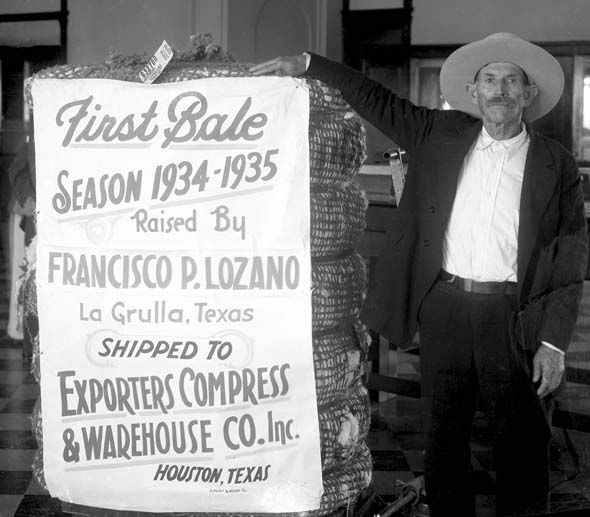 First Bale
SEASON 1934-1935
Raised By
FRANCISCO P. LOZANO
La Grulla, Texas
SHIPPED TO
EXPORTERS COMPRESS
& WAREHOUSE CO. Inc.
HOUSTON, TEXAS